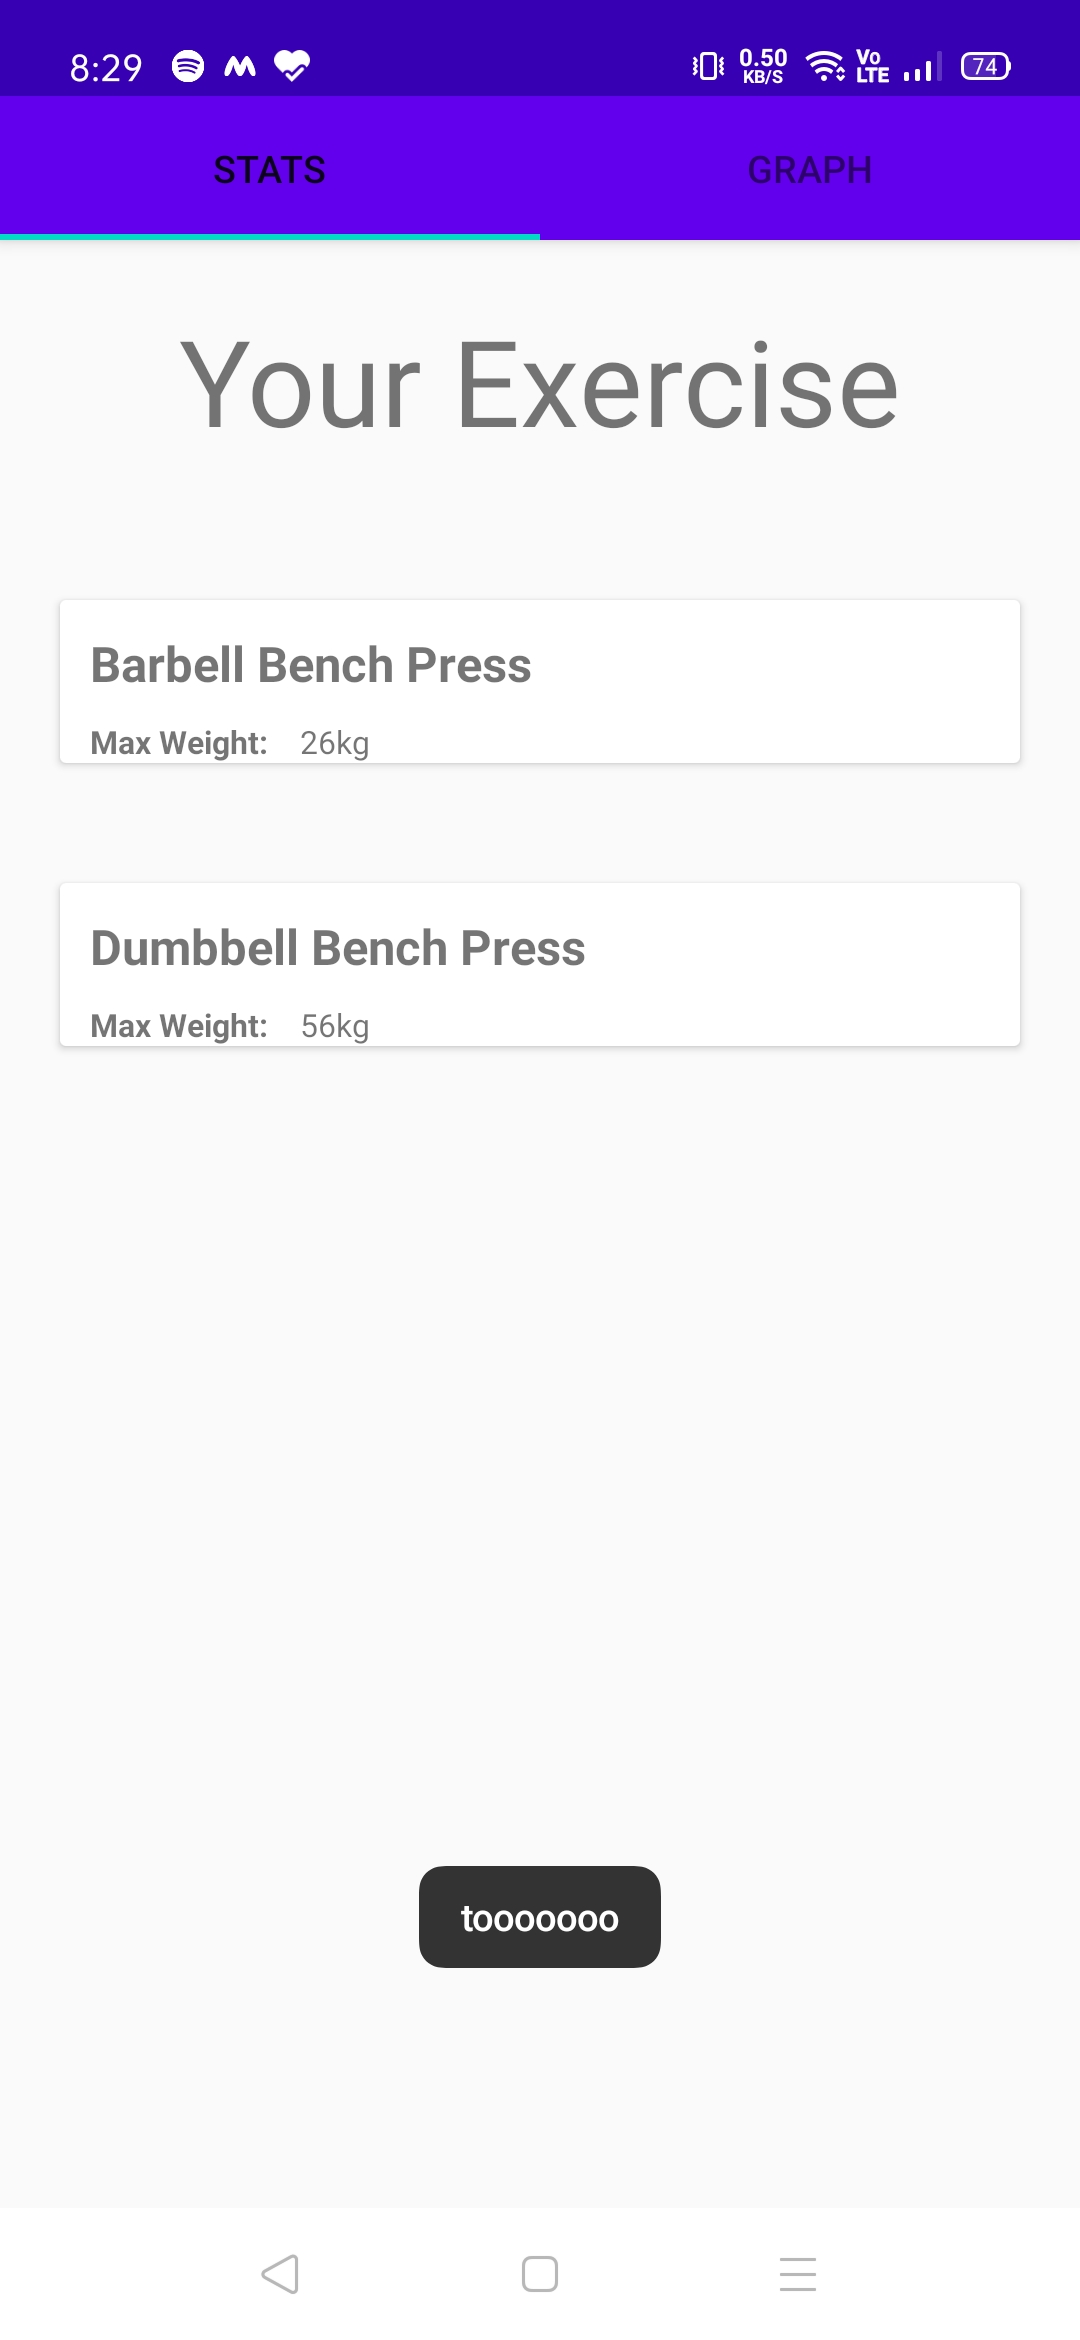 8:29 0.50 KB/S Vo LTE 74
STATS GRAPH
Your Exercise
Barbell Bench Press
Max Weight: 26kg
Dumbbell Bench Press
Max Weight: 56kg
tooooooo